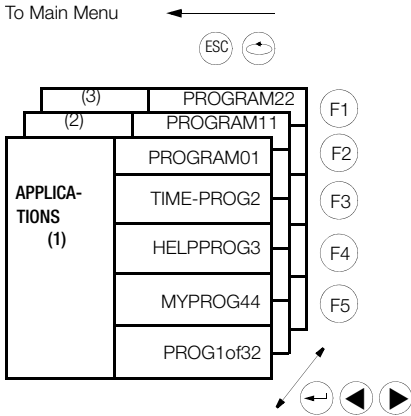 To Main Menu
ESC
(3) PROGRAM22
F1
(2) PROGRAM11
PROGRAM01
F2
APPLICA-
TIONS
(1)
TIME-PROG2
F3
HELPPROG3
F4
MYPROG44
F5
PROG1of32